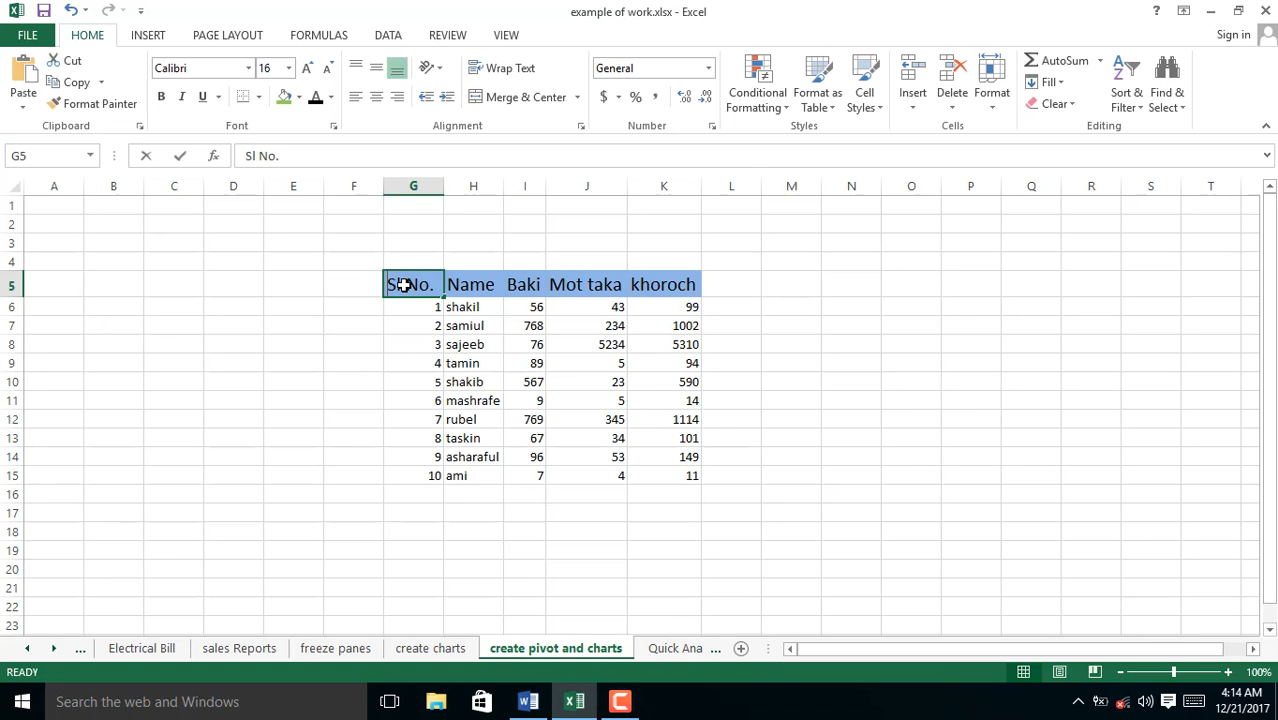 example of work.xlsx - Excel
?
FILE HOME INSERT PAGE LAYOUT FORMULAS DATA REVIEW VIEW Sign in
Paste
Cut
Copy
Format Painter
Clipboard
Calibri 16 A A
B I U A
Font
Wrap Text
Merge & Center
Alignment
General
$ % ,
Number
Conditional Formatting
Format as Table
Cell Styles
Styles
Insert
Delete
Format
Cells
AutoSum
Fill
Clear
Sort & Filter
Find & Select
Editing
G5 fx Sl No.
A B C D E F G H I J K L M N O P Q R S T
1
2
3
4
5 Sl No. Name Baki Mot taka khoroch
6 1 shakil 56 43 99
7 2 samiul 768 234 1002
8 3 sajeeb 76 5234 5310
9 4 tamin 89 5 94
10 5 shakib 567 23 590
11 6 mashrafe 9 5 14
12 7 rubel 769 345 1114
13 8 taskin 67 34 101
14 9 asharaful 96 53 149
15 10 ami 7 4 11
16
17
18
19
20
21
22
23
... Electrical Bill sales Reports freeze panes create charts create pivot and charts Quick Ana ...
READY 100%
Search the web and Windows
4:14 AM
12/21/2017